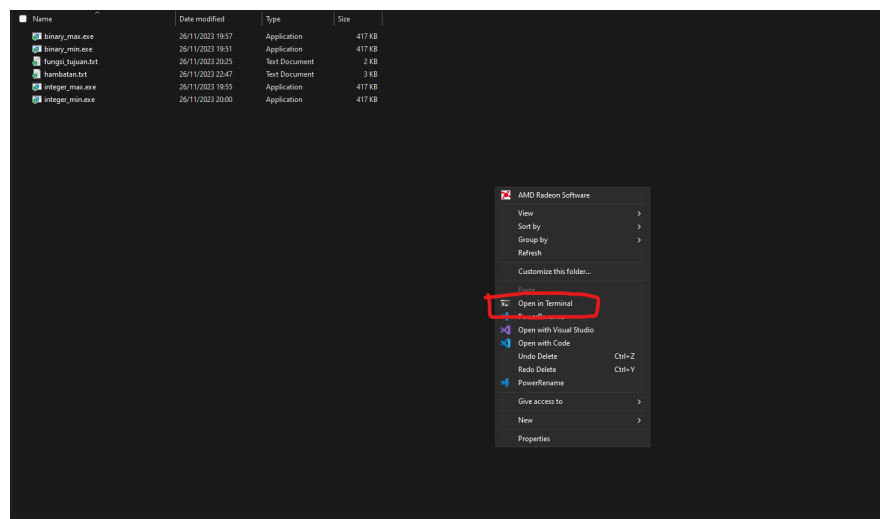 Name Date modified Type Size
binary_max.exe 26/11/2023 19:57 Application 417 KB
binary_min.exe 26/11/2023 19:51 Application 417 KB
fungsi_tujuan.txt 26/11/2023 20:25 Text Document 2 KB
hambatan.txt 26/11/2023 22:47 Text Document 3 KB
integer_max.exe 26/11/2023 19:55 Application 417 KB
integer_min.exe 26/11/2023 20:00 Application 417 KB
AMD Radeon Software
View
Sort by
Group by
Refresh
Customize this folder...
Paste
Open in Terminal
PowerRename
Open with Visual Studio
Open with Code
Undo Delete Ctrl+Z
Redo Delete Ctrl+Y
PowerRename
Give access to
New
Properties